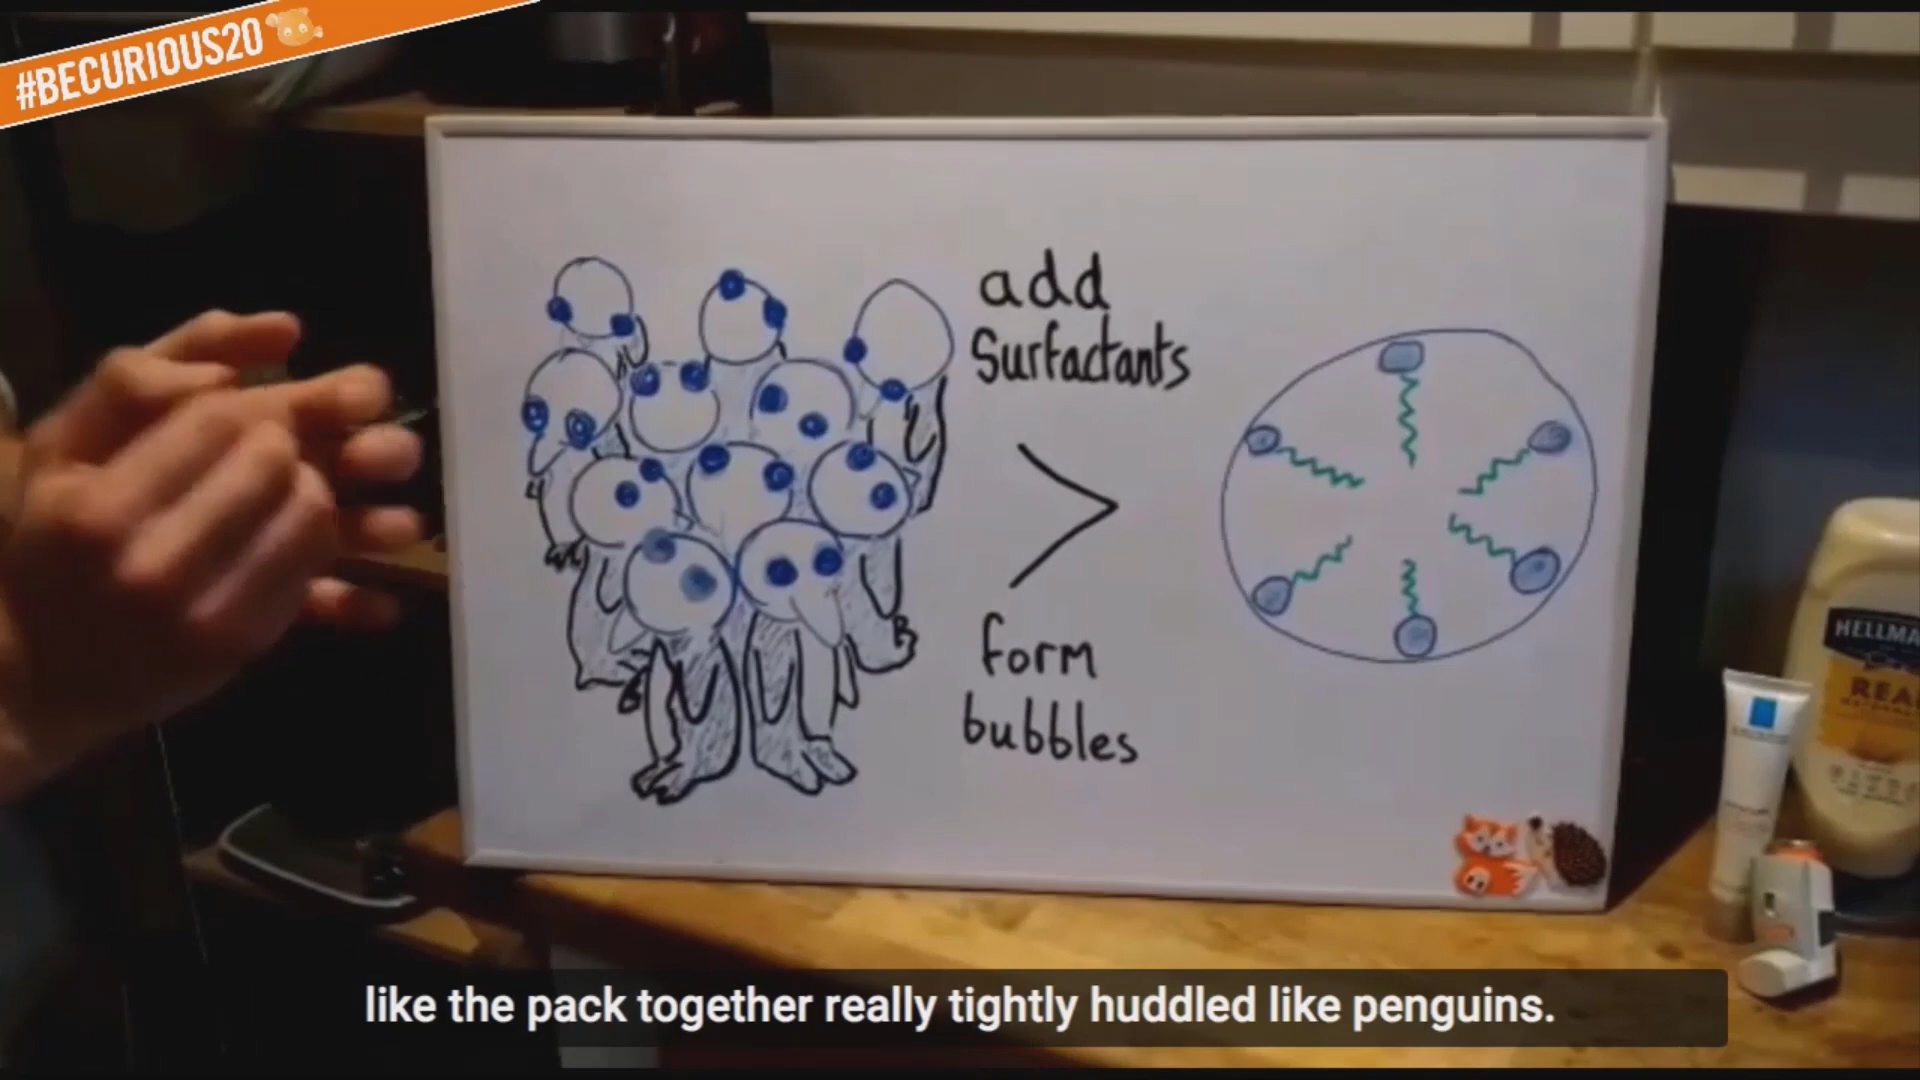 #BECURIOUS20
add
Surfactants
form
bubbles
HELLMA
REA
like the pack together really tightly huddled like penguins.